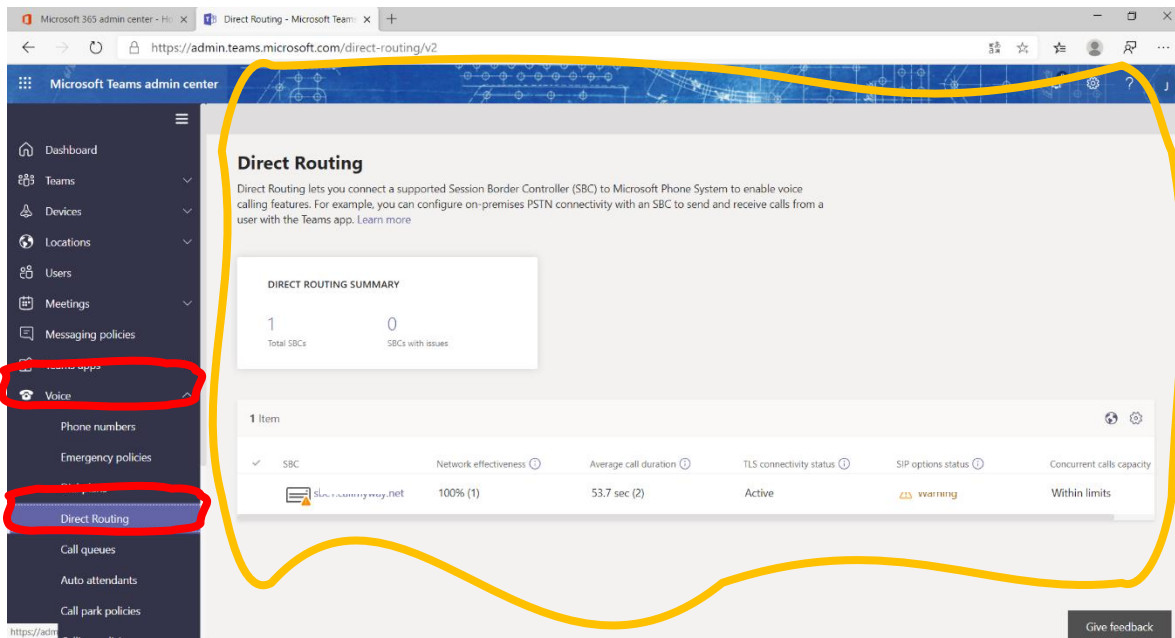 Microsoft 365 admin center - Ho
Direct Routing - Microsoft Team
https://admin.teams.microsoft.com/direct-routing/v2
Microsoft Teams admin center
?
J
Dashboard
Teams
Devices
Locations
Users
Meetings
Messaging policies
Teams apps
Voice
Phone numbers
Emergency policies
Direct Routing
Call queues
Auto attendants
Call park policies
https://adm
Direct Routing
Direct Routing lets you connect a supported Session Border Controller (SBC) to Microsoft Phone System to enable voice
calling features. For example, you can configure on-premises PSTN connectivity with an SBC to send and receive calls from a
user with the Teams app. Learn more
DIRECT ROUTING SUMMARY
1 0
Total SBCs SBCs with issues
1 Item
SBC Network effectiveness Average call duration TLS connectivity status SIP options status Concurrent calls capacity
100% (1) 53.7 sec (2) Active Warning Within limits
Give feedback